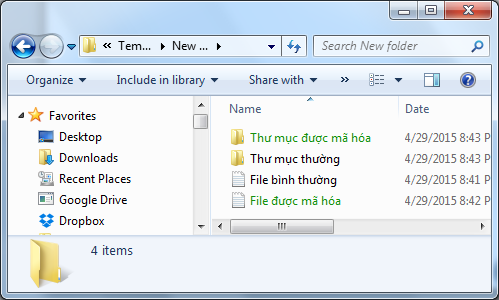 « Tem... ▸ New ... ▸
Search New folder
Organize Include in library Share with »
Name Date
Favorites
Desktop
Downloads
Recent Places
Google Drive
Dropbox
Thư mục được mã hóa 4/29/2015 8:43 P
Thư mục thường 4/29/2015 8:43 P
File bình thường 4/29/2015 8:41 P
File được mã hóa 4/29/2015 8:42 P
4 items